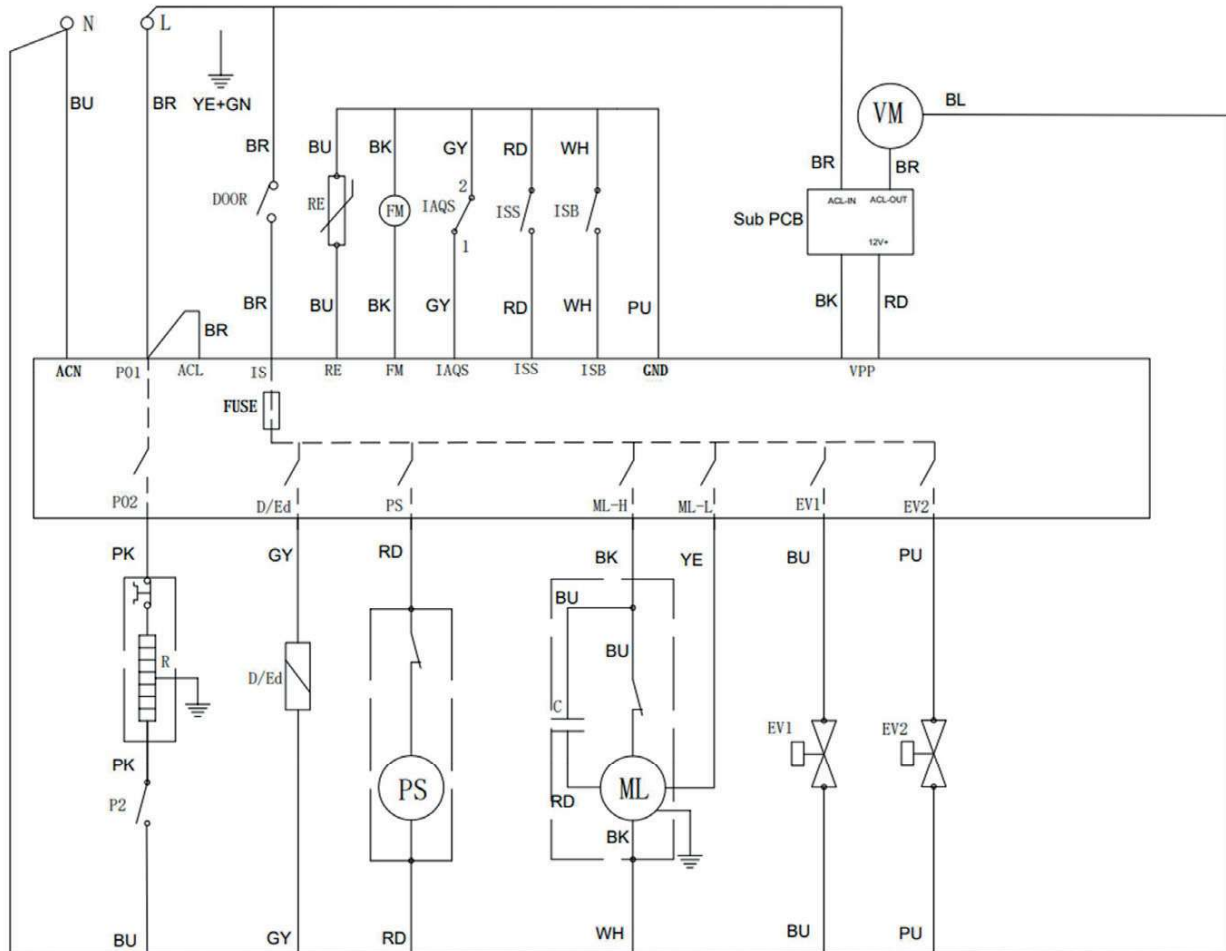 N L
BU BR YE+GN
BL
VM
BR BU BK GY RD WH BR BR
DOOR RE FM IAQS 2 1 ISS ISB
Sub PCB ACL-IN ACL-OUT 12V+
BR BU BK GY RD WH PU BK RD
BR
ACN P01 ACL IS RE FM IAQS ISS ISB GND VPP
FUSE
P02 D/Ed PS ML-H ML-L EV1 EV2
PK GY RD BK YE BU PU
BU
BU
R D/Ed
C EV1 EV2
PK PS ML
P2 RD
BK
BU GY RD WH BU PU